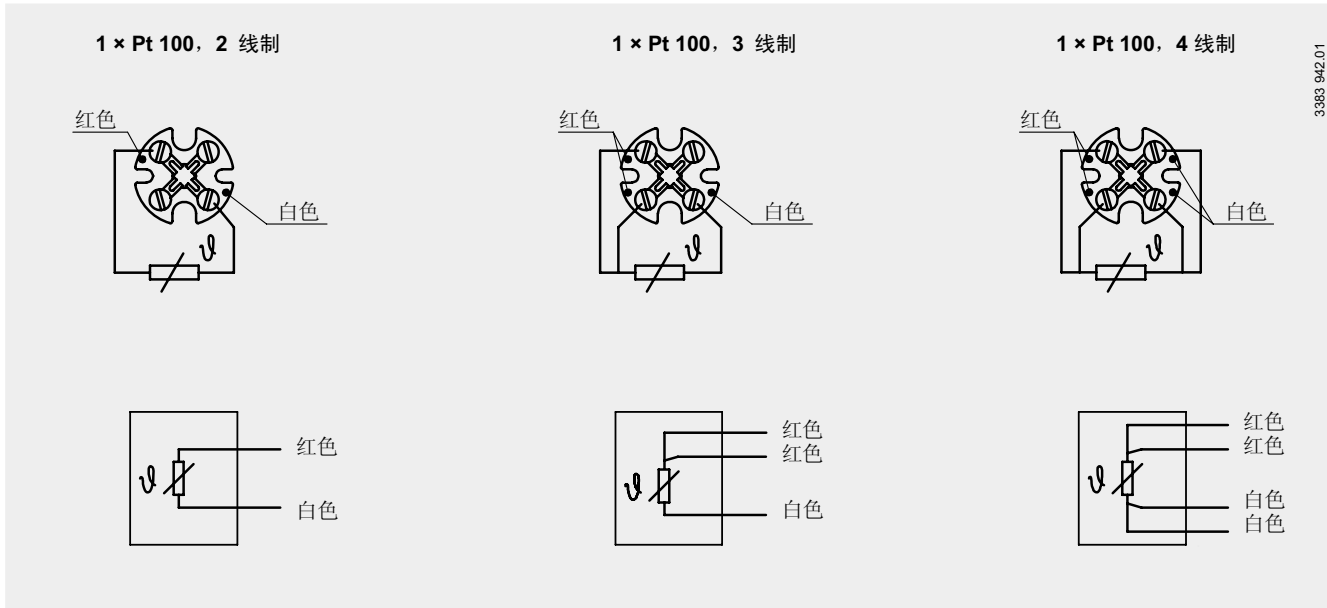 1 × Pt 100，2 线制
1 × Pt 100，3 线制
1 × Pt 100，4 线制
3383 942.01
红色
白色
ϑ
红色
白色
ϑ
红色
白色
ϑ
红色
白色
ϑ
红色
红色
白色
ϑ
红色
红色
白色
白色
ϑ